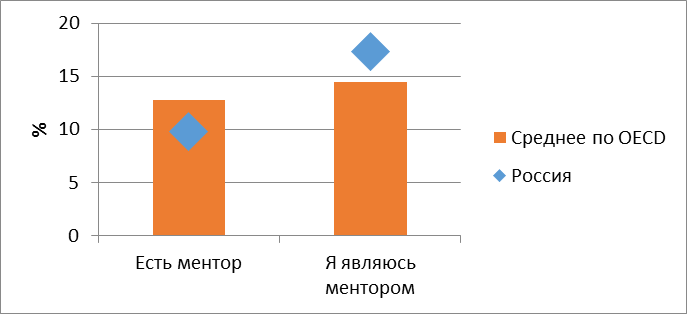 20
15
10
5
0
%
Есть ментор
Я являюсь
ментором
Среднее по OECD
Россия